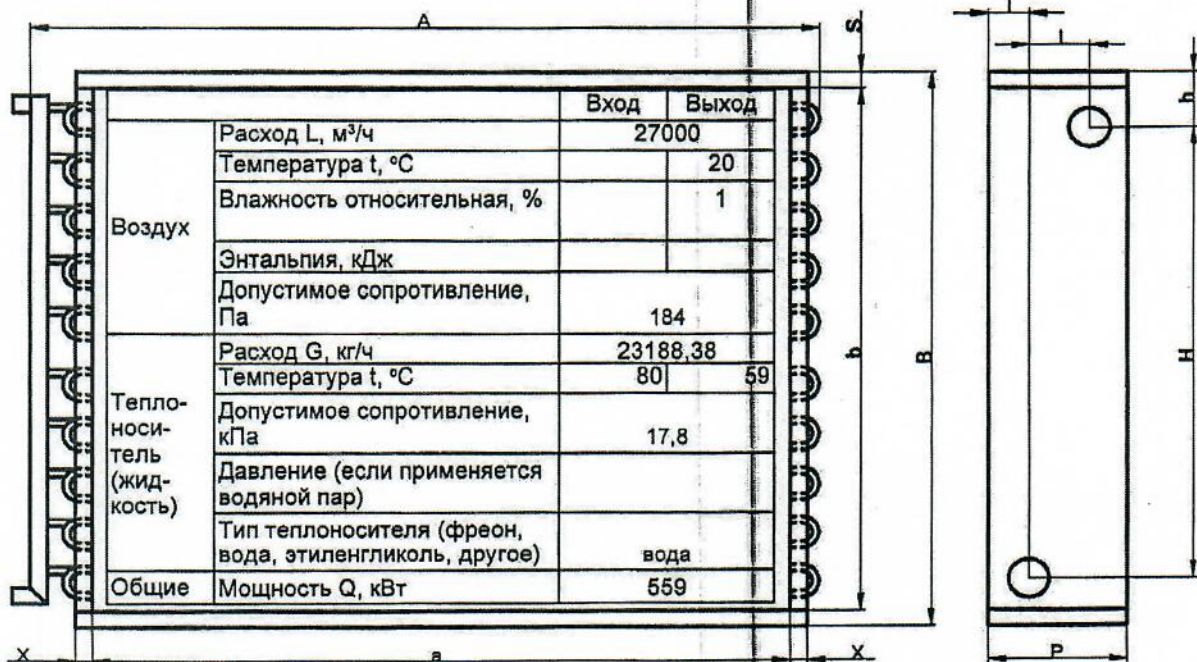 A
S
l
l
h
Вход Выход
Расход L, м³/ч 27000
Температура t, °С 20
Влажность относительная, % 1
Воздух
Энтальпия, кДж
Допустимое сопротивление,
Па 184
b
B
H
Расход G, кг/ч 23188,38
Температура t, °С 80 59
Тепло-
носи-
тель
(жид-
кость)
Допустимое сопротивление,
кПа 17,8
Давление (если применяется
водяной пар)
Тип теплоносителя (фреон,
вода, этиленгликоль, другое) вода
Общие Мощность Q, кВт 559
X a X P